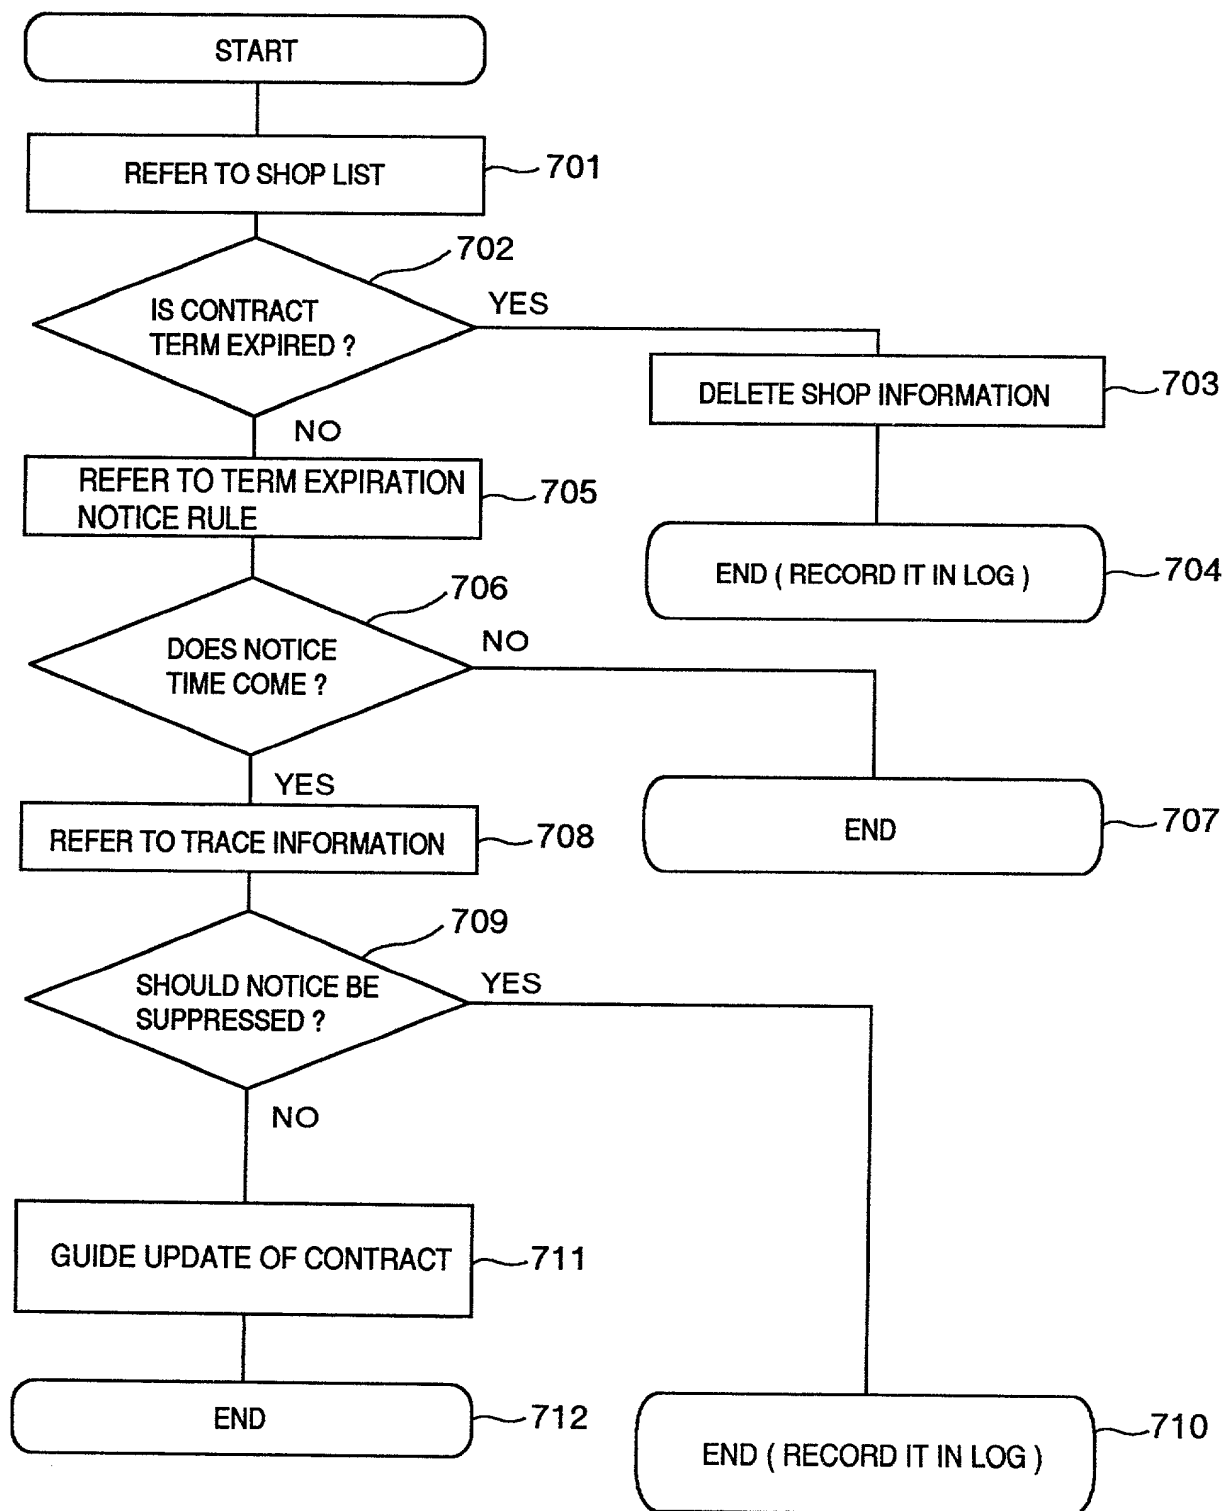 START
REFER TO SHOP LIST
701
702
IS CONTRACT
TERM EXPIRED ?
YES
DELETE SHOP INFORMATION
703
NO
REFER TO TERM EXPIRATION
NOTICE RULE
705
END ( RECORD IT IN LOG )
704
706
DOES NOTICE
TIME COME ?
NO
YES
END
707
REFER TO TRACE INFORMATION
708
709
SHOULD NOTICE BE
SUPPRESSED ?
YES
NO
GUIDE UPDATE OF CONTRACT
711
END
712
END ( RECORD IT IN LOG )
710